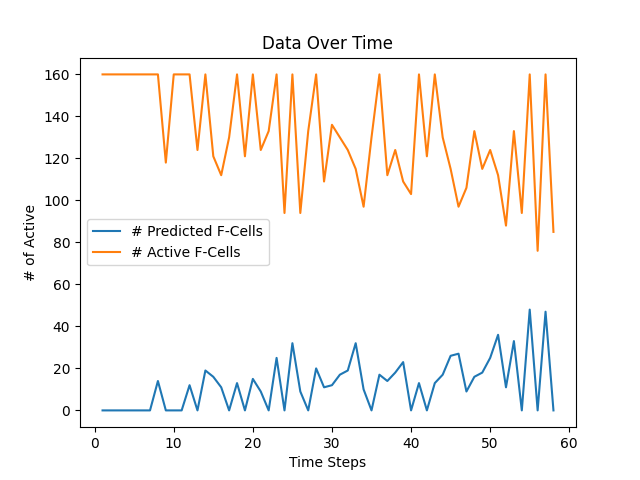 Data Over Time
# of Active
160
140
120
100
80
60
40
20
0
# Predicted F-Cells
# Active F-Cells
0 10 20 30 40 50 60
Time Steps